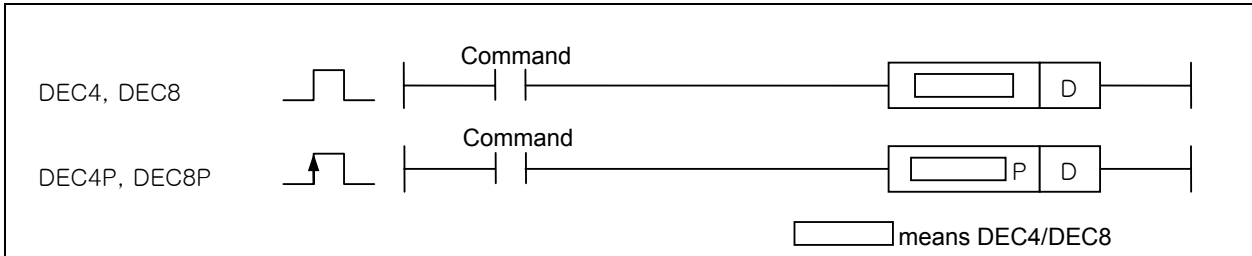 Command
DEC4, DEC8
D
Command
DEC4P, DEC8P
P
D
means DEC4/DEC8